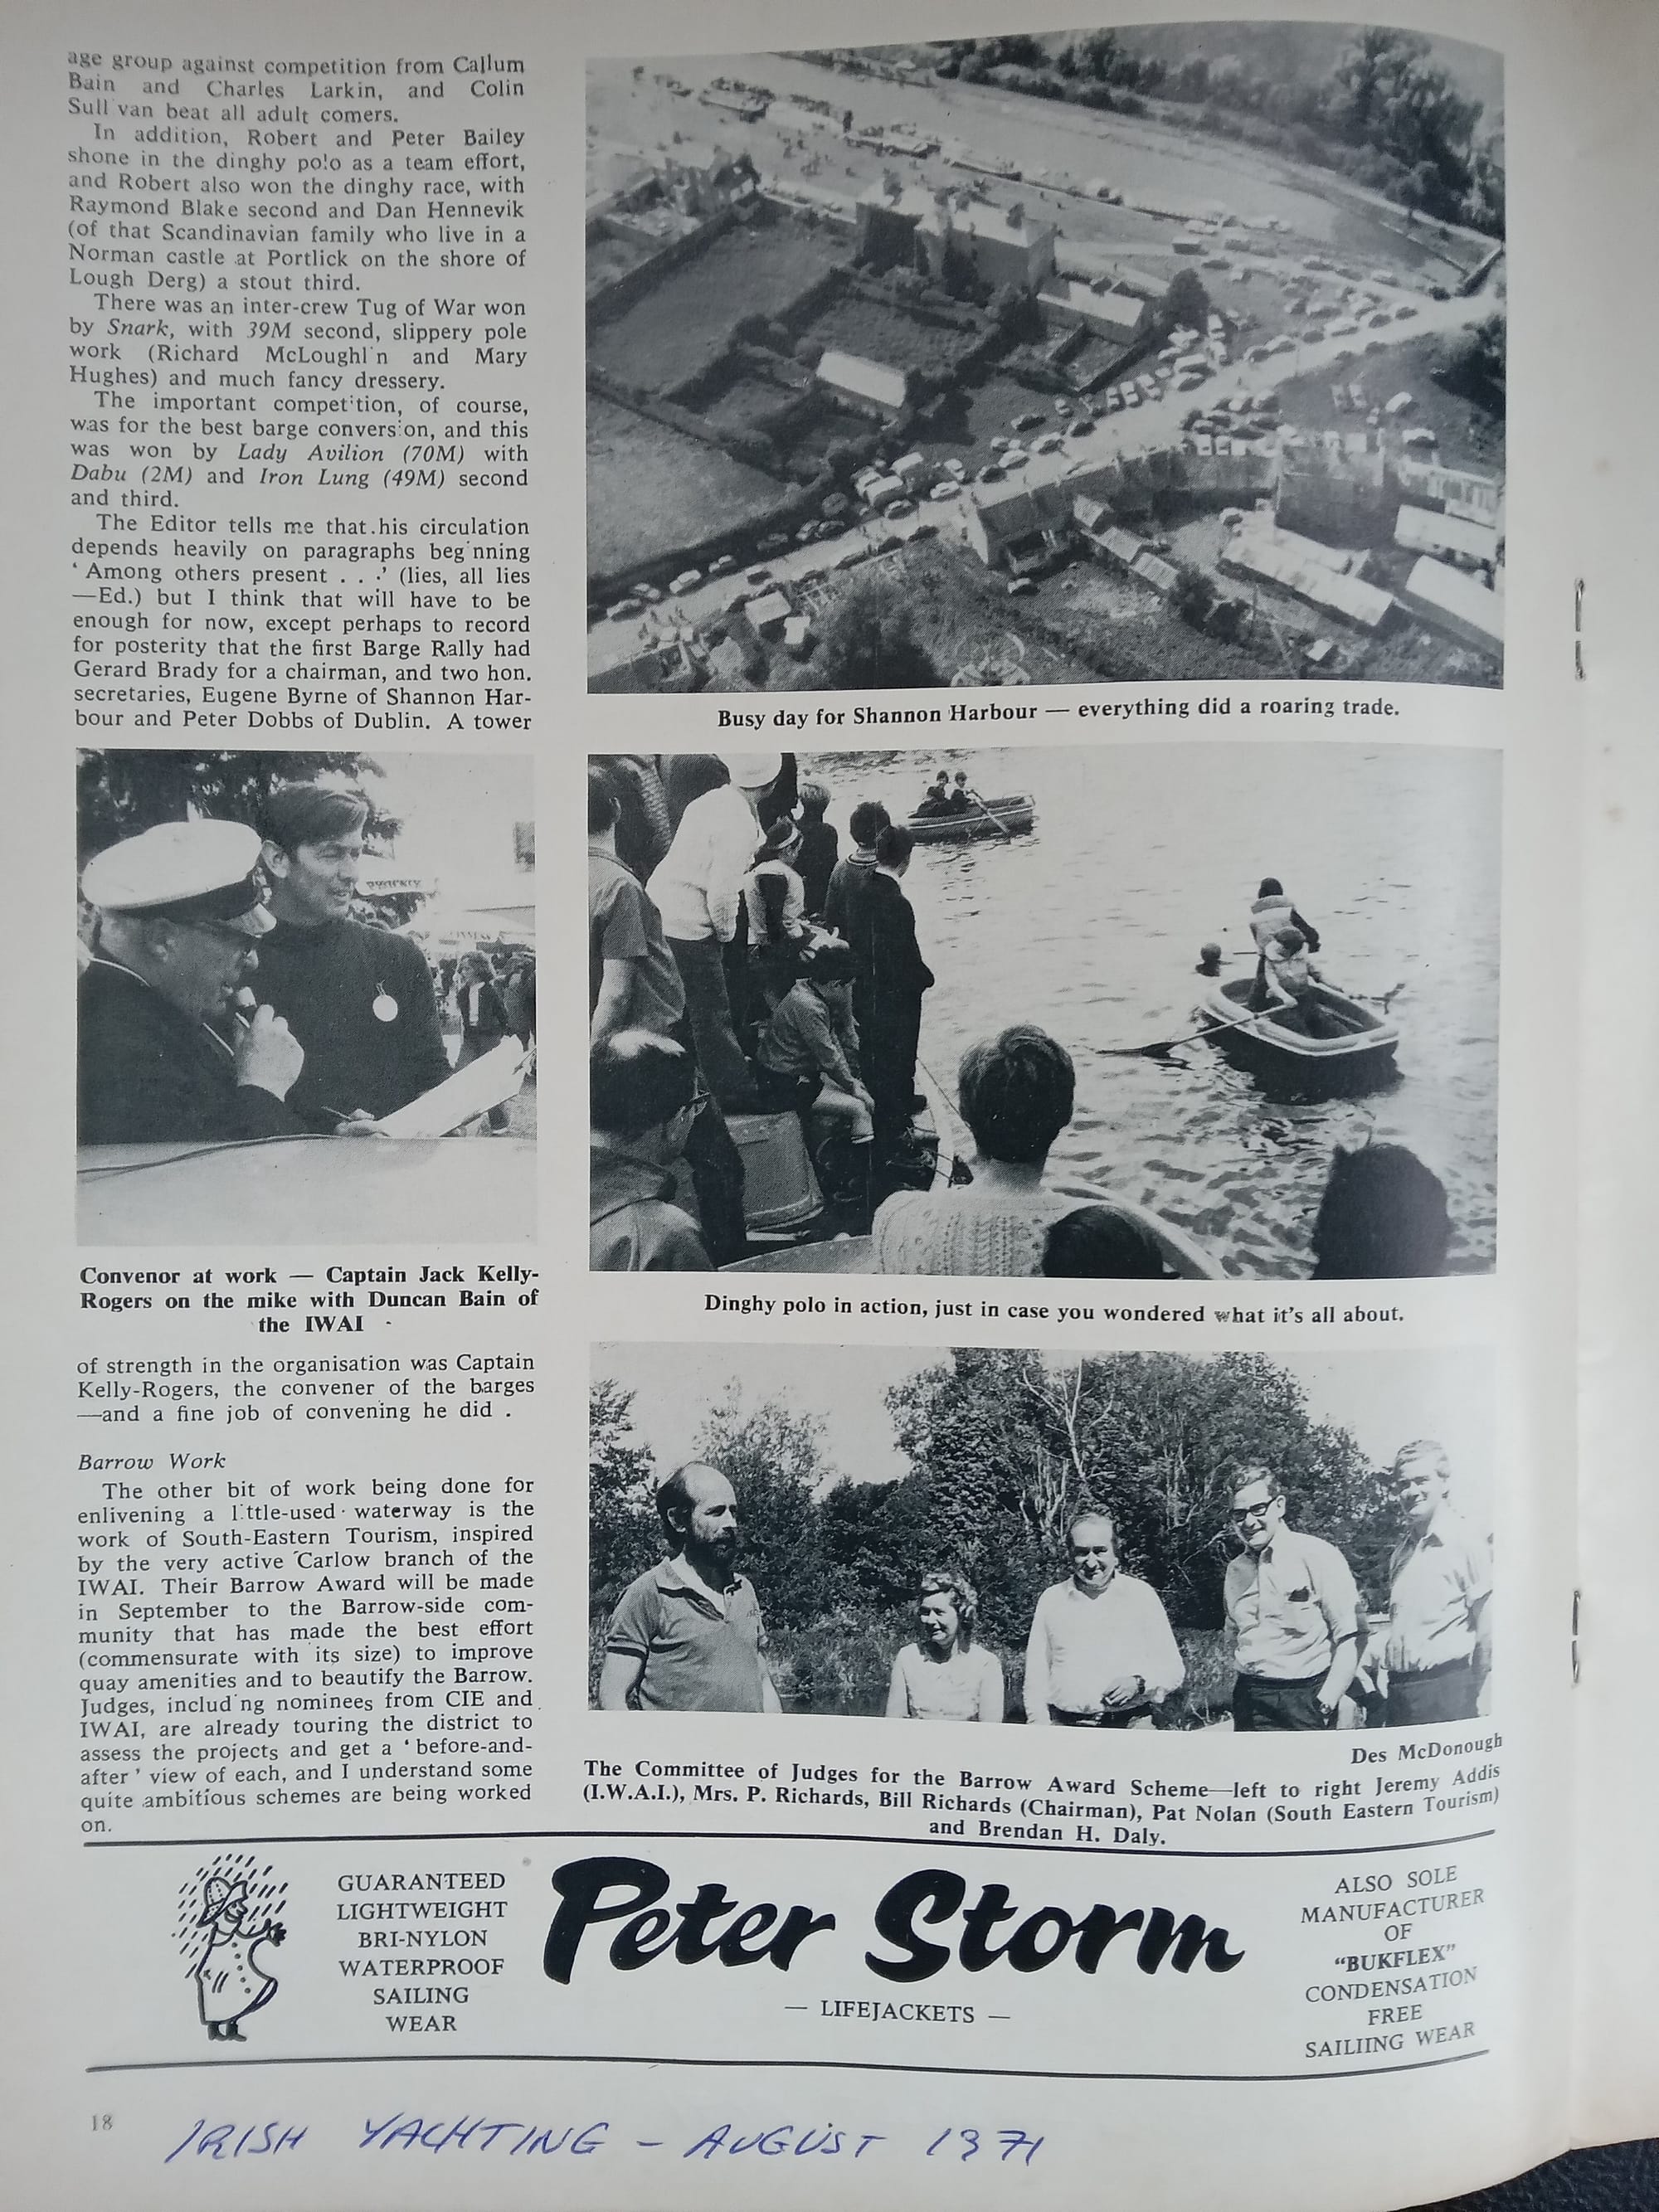 age group against competition from Callum
Bain and Charles Larkin, and Colin
Sull van beat all adult comers.
In addition, Robert and Peter Bailey
shone in the dinghy polo as a team effort,
and Robert also won the dinghy race, with
Raymond Blake second and Dan Hennevik
(of that Scandinavian family who live in a
Norman castle at Portlick on the shore of
Lough Derg) a stout third.
There was an inter-crew Tug of War won
by Snark, with 39M second, slippery pole
work (Richard McLoughl n and Mary
Hughes) and much fancy dressery.
The important competition, of course,
was for the best barge conversion, and this
was won by Lady Avilion (70M) with
Dabu (2M) and Iron Lung (49M) second
and third.
The Editor tells me that his circulation
depends heavily on paragraphs beg nning
‘ Among others present . . .’ (lies, all lies
—Ed.) but I think that will have to be
enough for now, except perhaps to record
for posterity that the first Barge Rally had
Gerard Brady for a chairman, and two hon.
secretaries, Eugene Byrne of Shannon Har-
bour and Peter Dobbs of Dublin. A tower
Convenor at work — Captain Jack Kelly-
Rogers on the mike with Duncan Bain of
the IWAI
of strength in the organisation was Captain
Kelly-Rogers, the convener of the barges
—and a fine job of convening he did .
Barrow Work
The other bit of work being done for
enlivening a little-used waterway is the
work of South-Eastern Tourism, inspired
by the very active Carlow branch of the
IWAI. Their Barrow Award will be made
in September to the Barrow-side com-
munity that has made the best effort
(commensurate with its size) to improve
quay amenities and to beautify the Barrow.
Judges, includ ng nominees from CIE and
IWAI, are already touring the district to
assess the projects and get a ‘ before-and-
after ’ view of each, and I understand some
quite ambitious schemes are being worked
on.
Busy day for Shannon Harbour — everything did a roaring trade.
Dinghy polo in action, just in case you wondered what it’s all about.
Des McDonough
The Committee of Judges for the Barrow Award Scheme—left to right Jeremy Addis
(I.W.A.I.), Mrs. P. Richards, Bill Richards (Chairman), Pat Nolan (South Eastern Tourism)
and Brendan H. Daly.
GUARANTEED
LIGHTWEIGHT
BRI-NYLON
WATERPROOF
SAILING
WEAR
Peter Storm
— LIFEJACKETS —
ALSO SOLE
MANUFACTURER
OF
“BUKFLEX”
CONDENSATION
FREE
SAILIING WEAR
18
IRISH YACHTING – AUGUST 1971